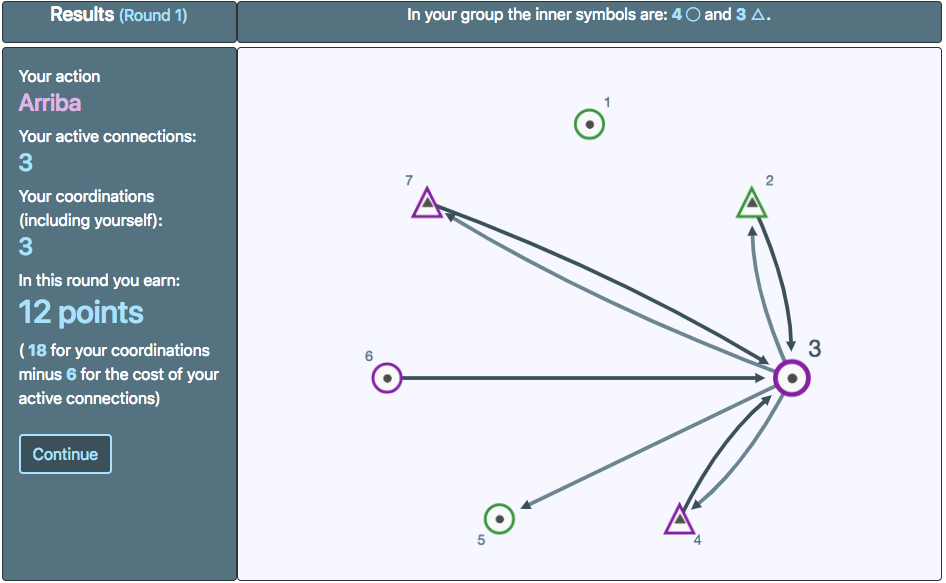 Results (Round 1)
In your group the inner symbols are: 4 ○ and 3 △.
Your action
Arriba
Your active connections:
3
Your coordinations
(including yourself):
3
In this round you earn:
12 points
( 18 for your coordinations
minus 6 for the cost of your
active connections)
Continue
1
7
2
3
6
5
4